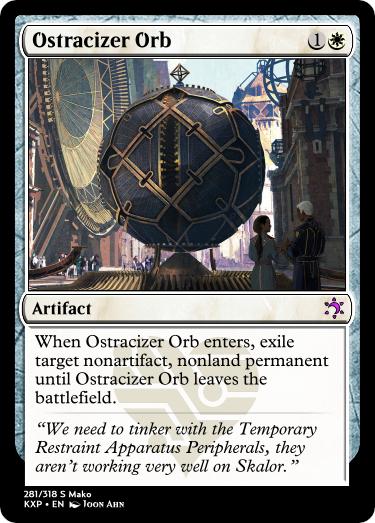 Ostracizer Orb 1
Artifact
When Ostracizer Orb enters, exile
target nonartifact, nonland permanent
until Ostracizer Orb leaves the
battlefield.
“We need to tinker with the Temporary
Restraint Apparatus Peripherals, they
aren’t working very well on Skalor.”
281/318 S Mako
KXP • EN Joon Ahn